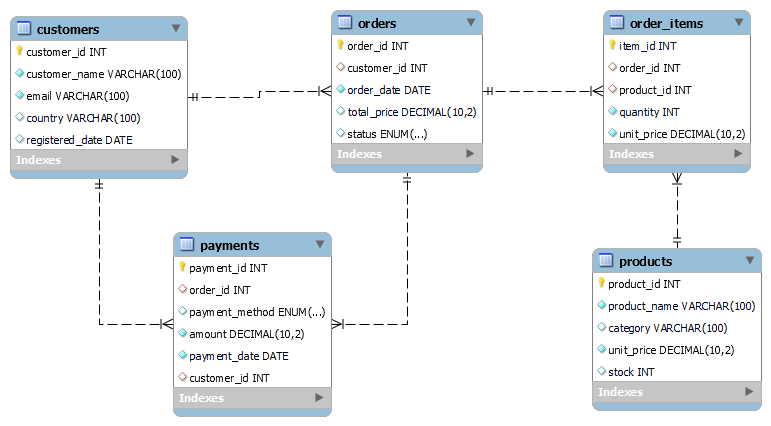 customers
customer_id INT
customer_name VARCHAR(100)
email VARCHAR(100)
country VARCHAR(100)
registered_date DATE
Indexes
orders
order_id INT
customer_id INT
order_date DATE
total_price DECIMAL(10,2)
status ENUM(...)
Indexes
order_items
item_id INT
order_id INT
product_id INT
quantity INT
unit_price DECIMAL(10,2)
Indexes
payments
payment_id INT
order_id INT
payment_method ENUM(...)
amount DECIMAL(10,2)
payment_date DATE
customer_id INT
Indexes
products
product_id INT
product_name VARCHAR(100)
category VARCHAR(100)
unit_price DECIMAL(10,2)
stock INT
Indexes